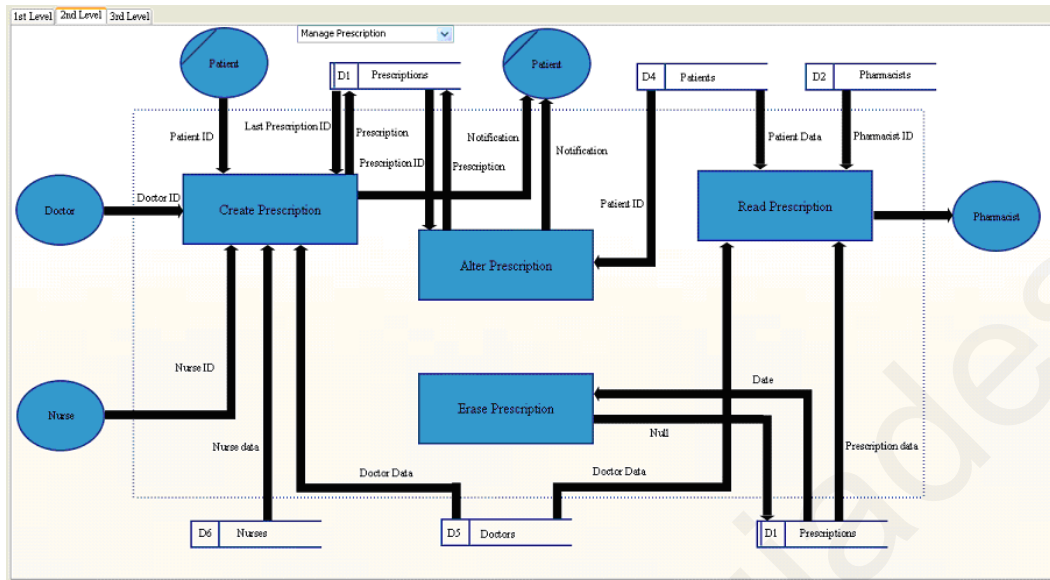 1st Level 2nd Level 3rd Level
Manage Prescription
Patient
D1 Prescriptions
Patient
D4 Patients
D2 Pharmacists
Patient ID
Last Prescription ID
Prescription
Prescription ID
Prescription
Notification
Notification
Patient Data
Pharmacist ID
Doctor
Doctor ID
Create Prescription
Patient ID
Read Prescription
Pharmacist
Alter Prescription
Nurse ID
Nurse
Erase Prescription
Date
Null
Nurse data
Prescription data
Doctor Data
Doctor Data
D6 Nurses
D5 Doctors
D1 Prescriptions